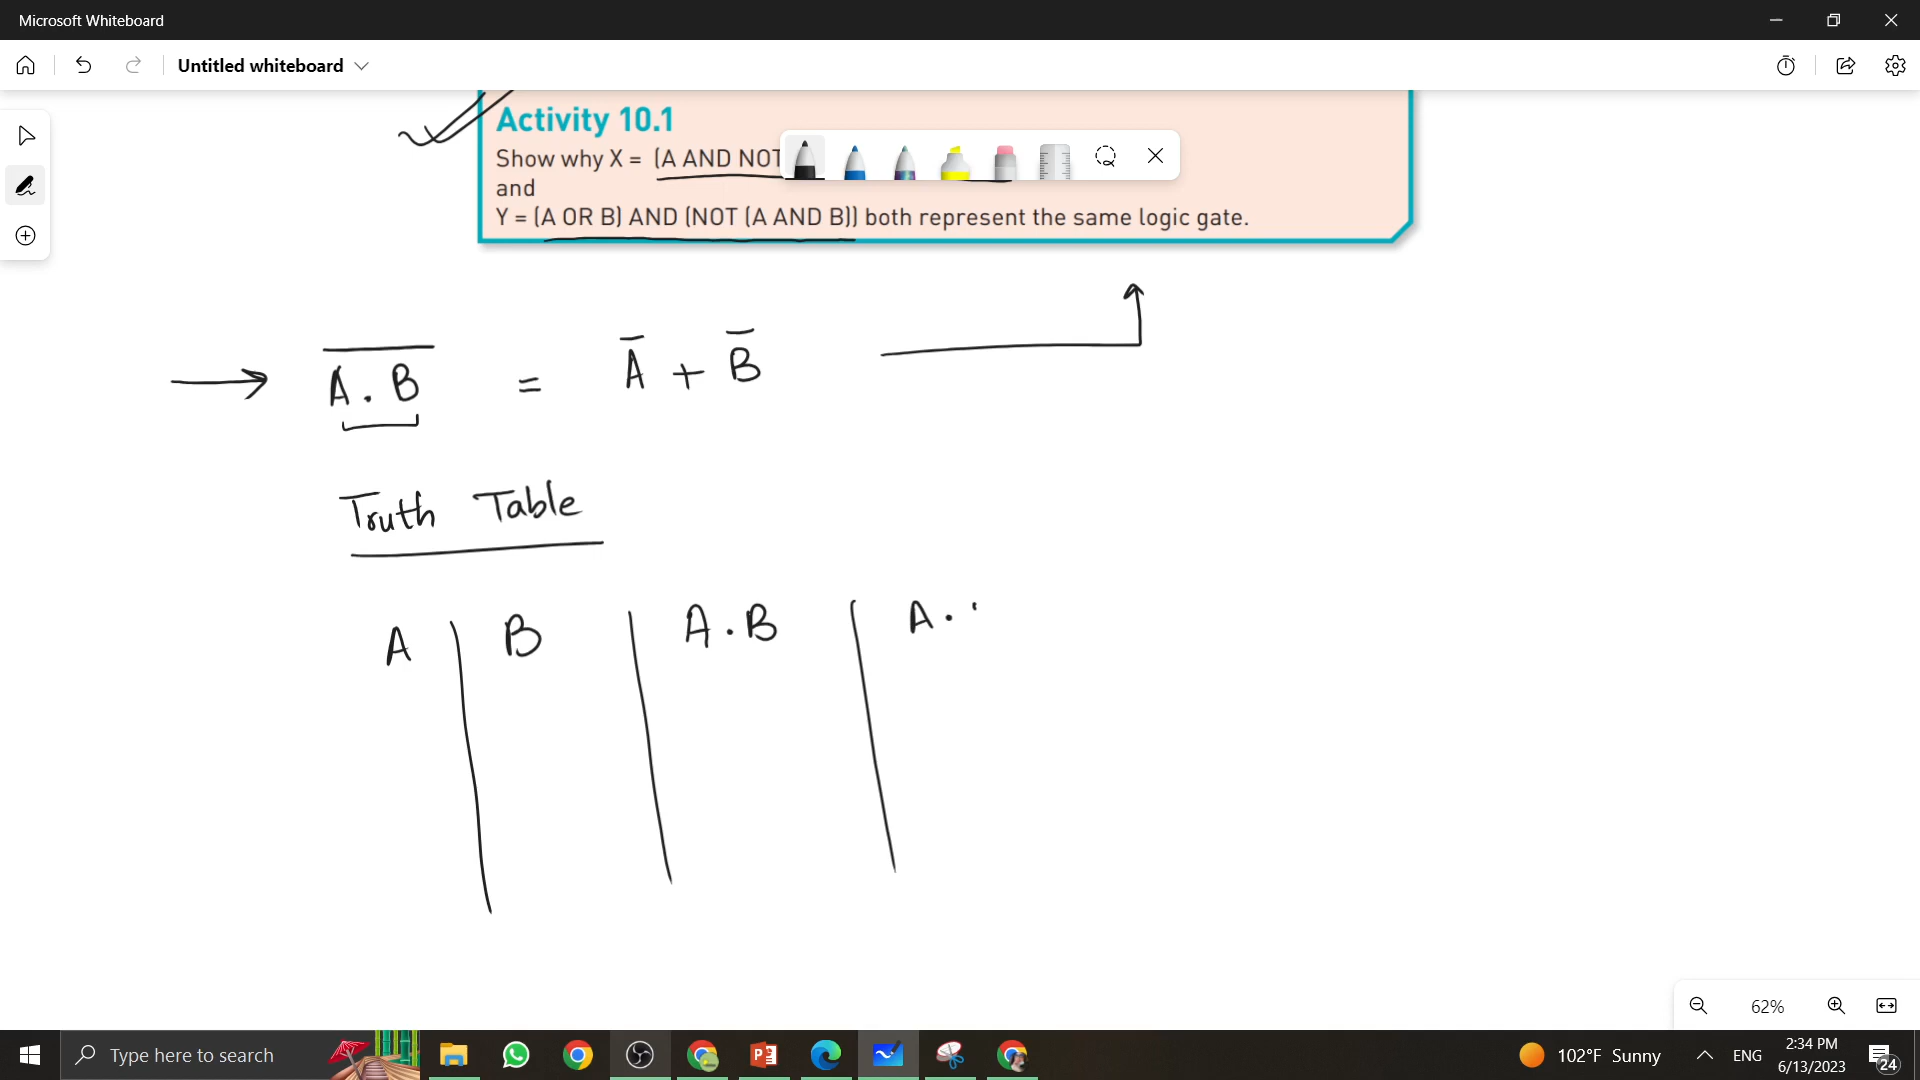 Microsoft Whiteboard
Untitled whiteboard
Activity 10.1
Show why X = (A AND NOT
and
Y = (A OR B) AND (NOT (A AND B)) both represent the same logic gate.
A̅ ̅.̅ ̅B̅ = A̅ + B̅
Truth Table
A | B | A . B | A .
62%
Type here to search
102°F Sunny
ENG
2:34 PM
6/13/2023
24